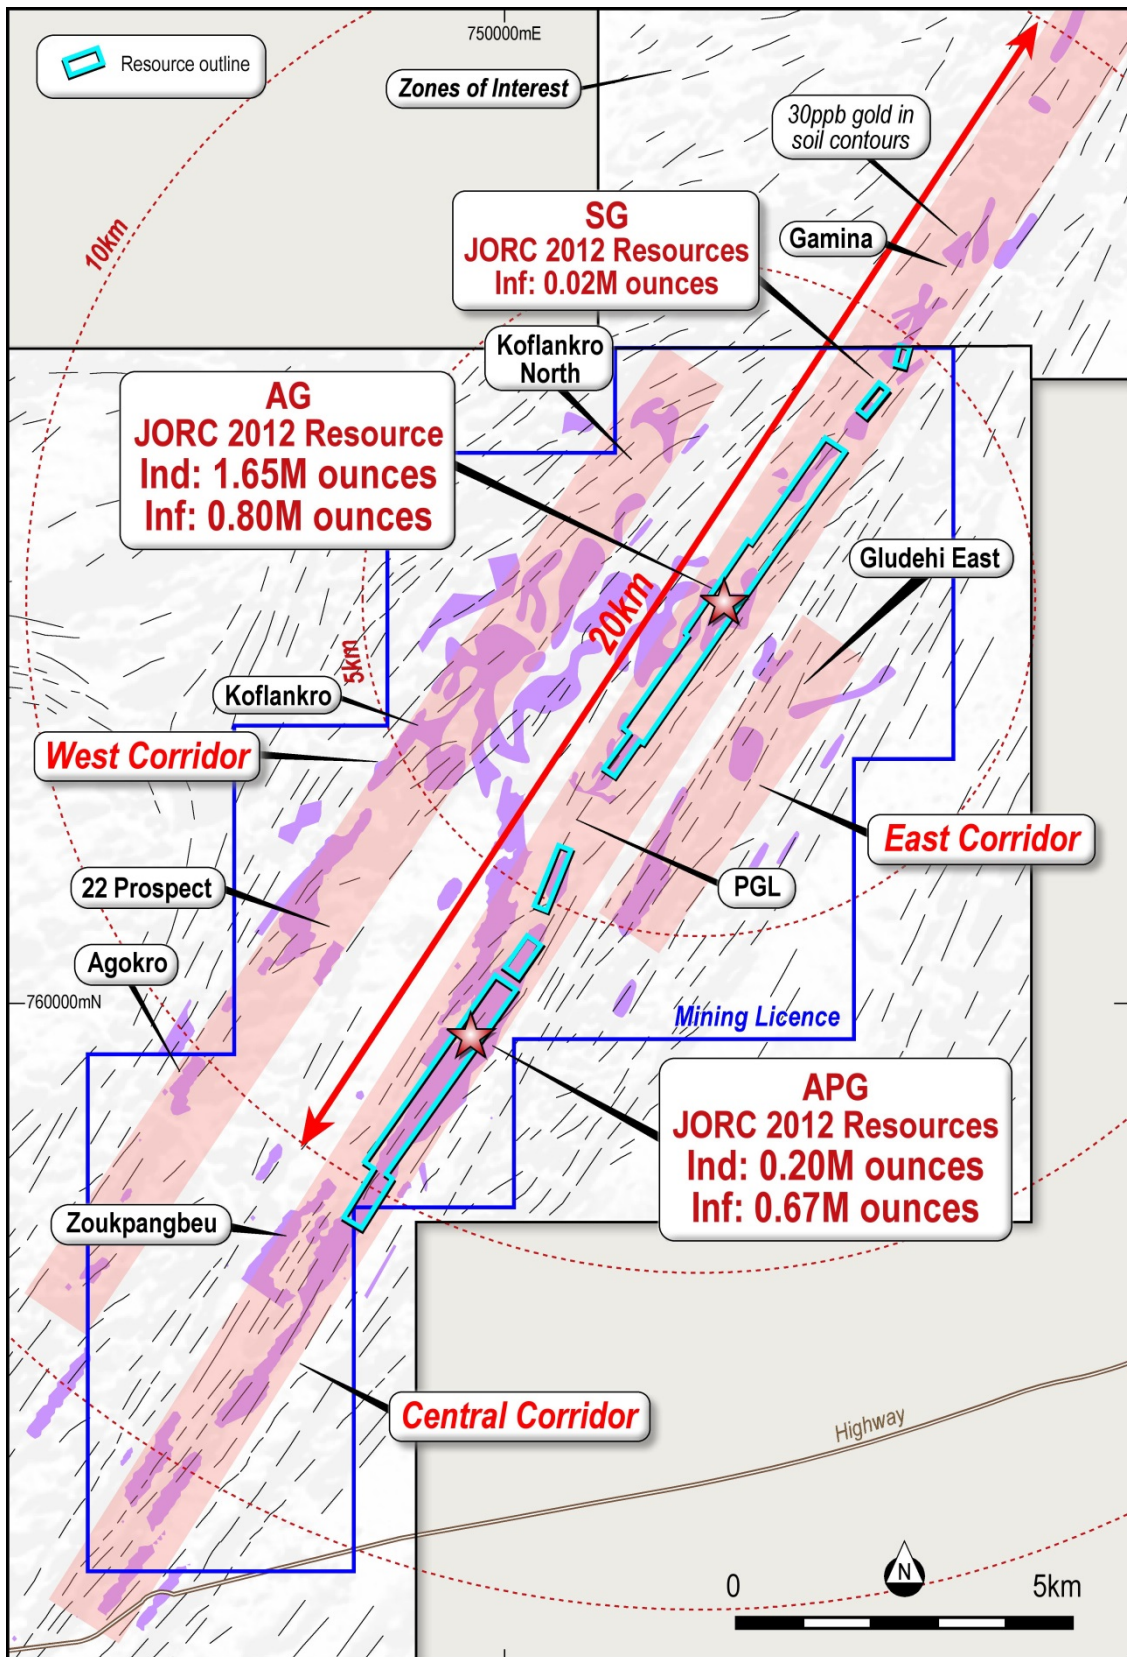 750000mE
Resource outline
Zones of Interest
30ppb gold in
soil contours
10km
SG
JORC 2012 Resources
Inf: 0.02M ounces
Gamina
Koflankro
North
AG
JORC 2012 Resource
Ind: 1.65M ounces
Inf: 0.80M ounces
Gludehi East
20km
5km
Koflankro
West Corridor
East Corridor
22 Prospect
PGL
Agokro
760000mN
Mining Licence
APG
JORC 2012 Resources
Ind: 0.20M ounces
Inf: 0.67M ounces
Zoukpangbeu
Central Corridor
Highway
N
0
5km